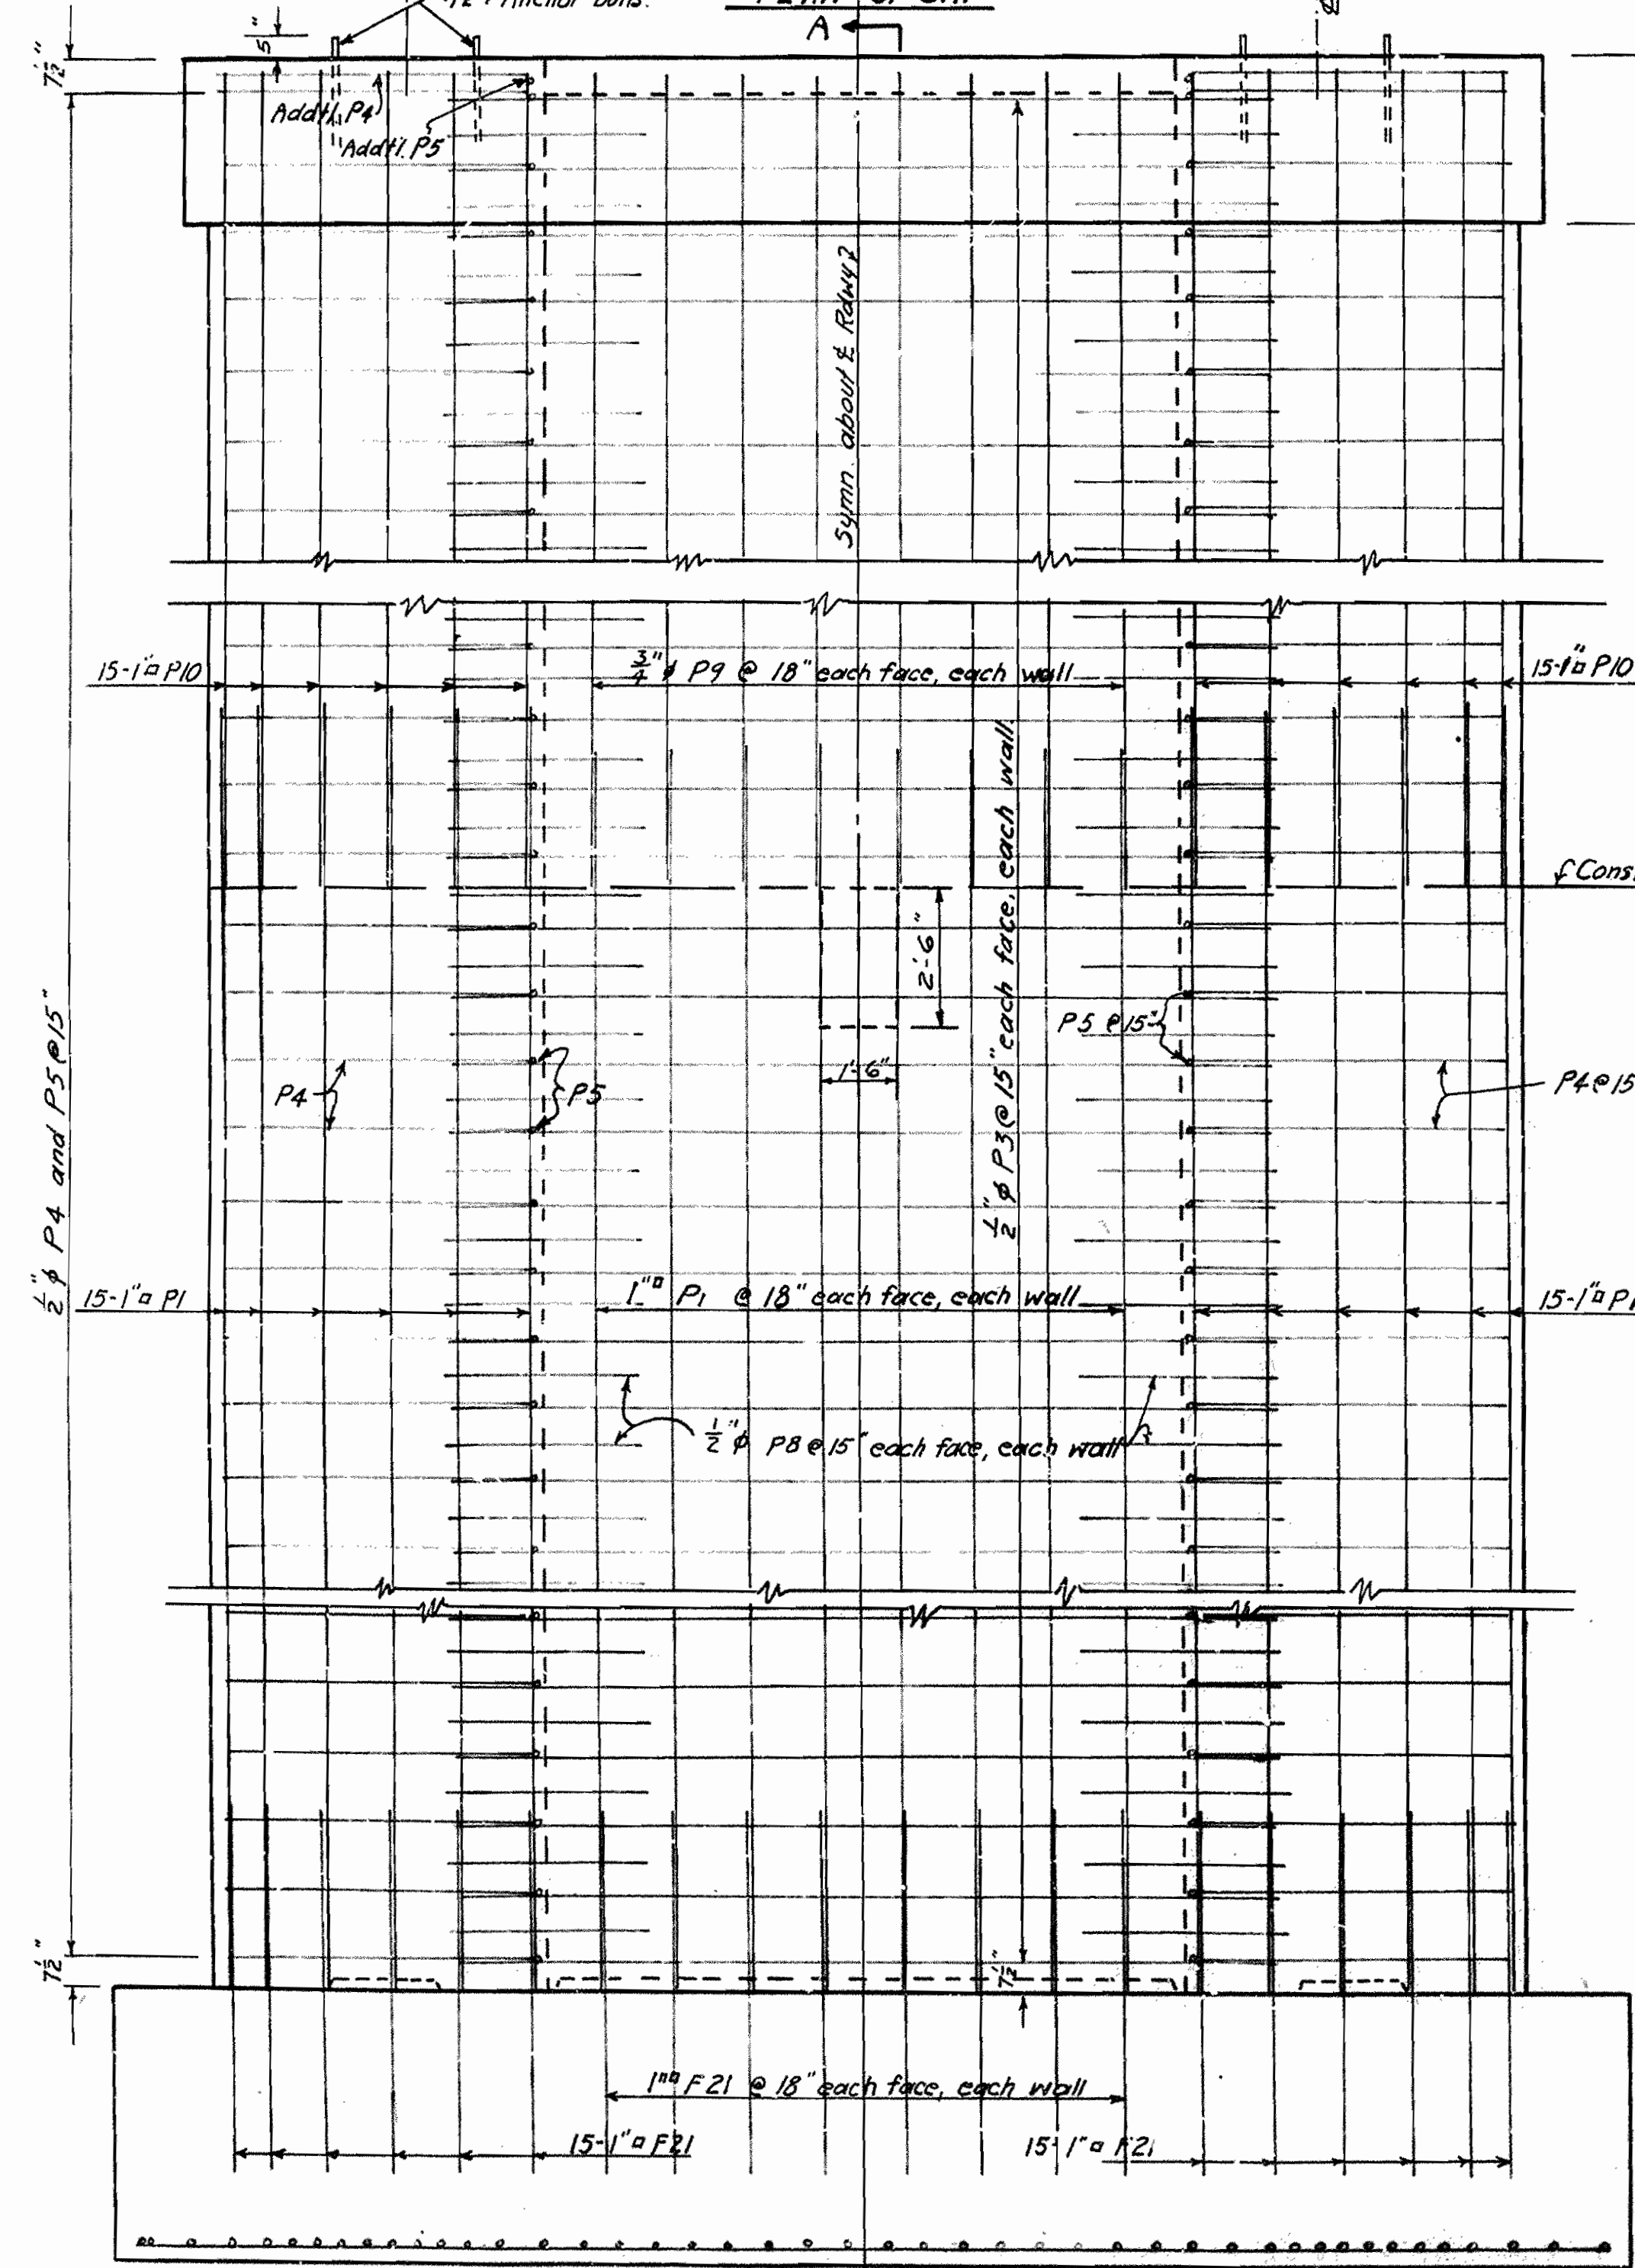 Anchor Bolts.
A
5"
7½"
Addt'l. P4
Addt'l. P5
Symn. about ℄ Rdwy
15-1"▫ P10
¾"ϕ P9 @ 18" each face, each wall
15-1"▫ P10
½"ϕ P3 @ 15" each face, each wall
Cons
2'-6"
1'-6"
P5 @ 15"
P4
P5
P4 @ 15
½"ϕ P4 and P5 @ 15"
15-1"▫ P1
1"▫ P1 @ 18" each face, each wall
15-1"▫ P1
½"ϕ P8 @ 15" each face, each wall
7½"
7½"
1"▫ F21 @ 18" each face, each wall
15-1"▫ F21
15-1"▫ F21